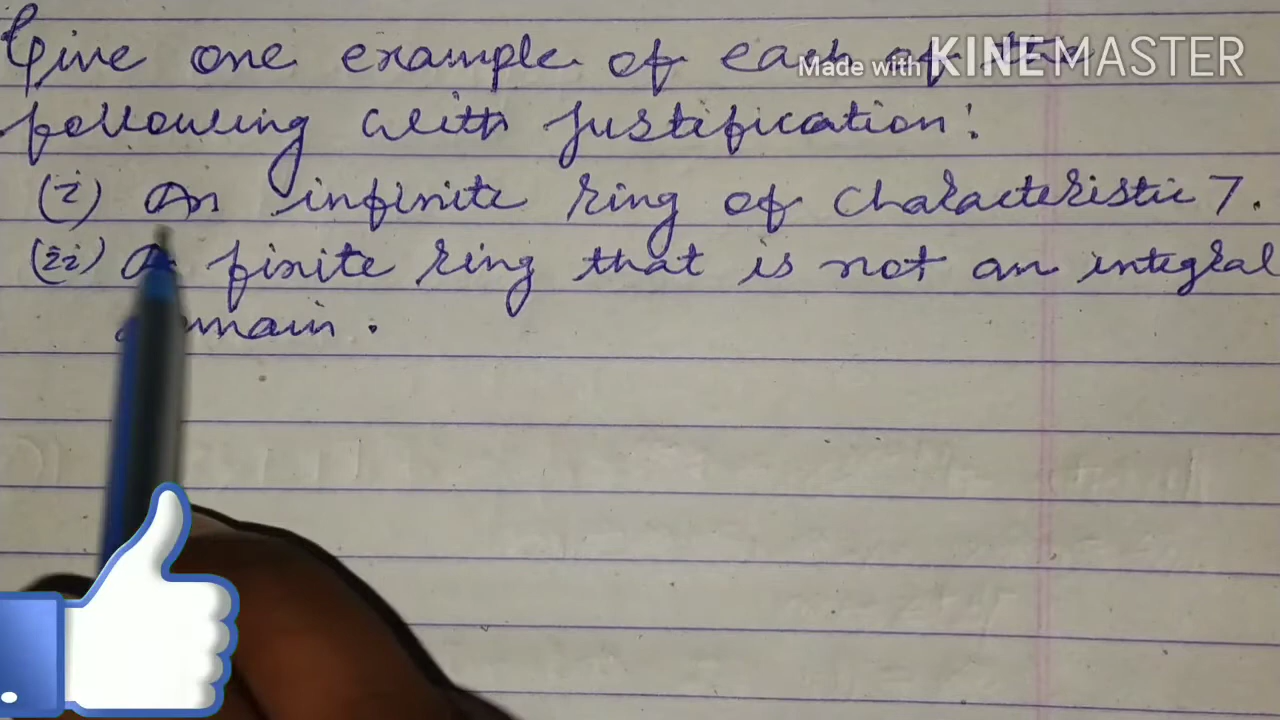 Give one example of each of the
Made with KINEMASTER
following with justification:
(i) An infinite ring of characteristic 7.
(ii) A finite ring that is not an integral
domain.